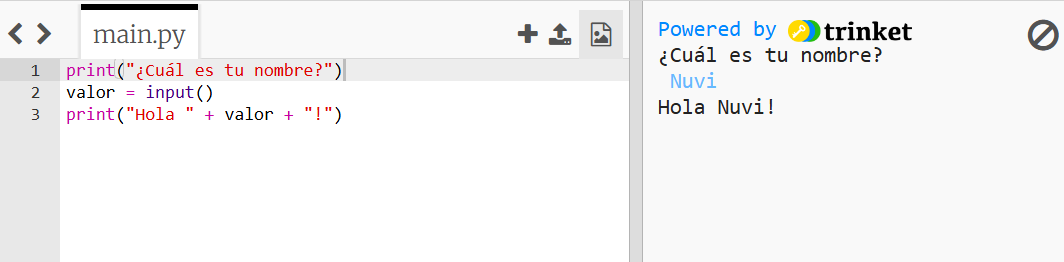 main.py
1 print("¿Cuál es tu nombre?")
2 valor = input()
3 print("Hola " + valor + "!")
Powered by trinket
¿Cuál es tu nombre?
Nuvi
Hola Nuvi!